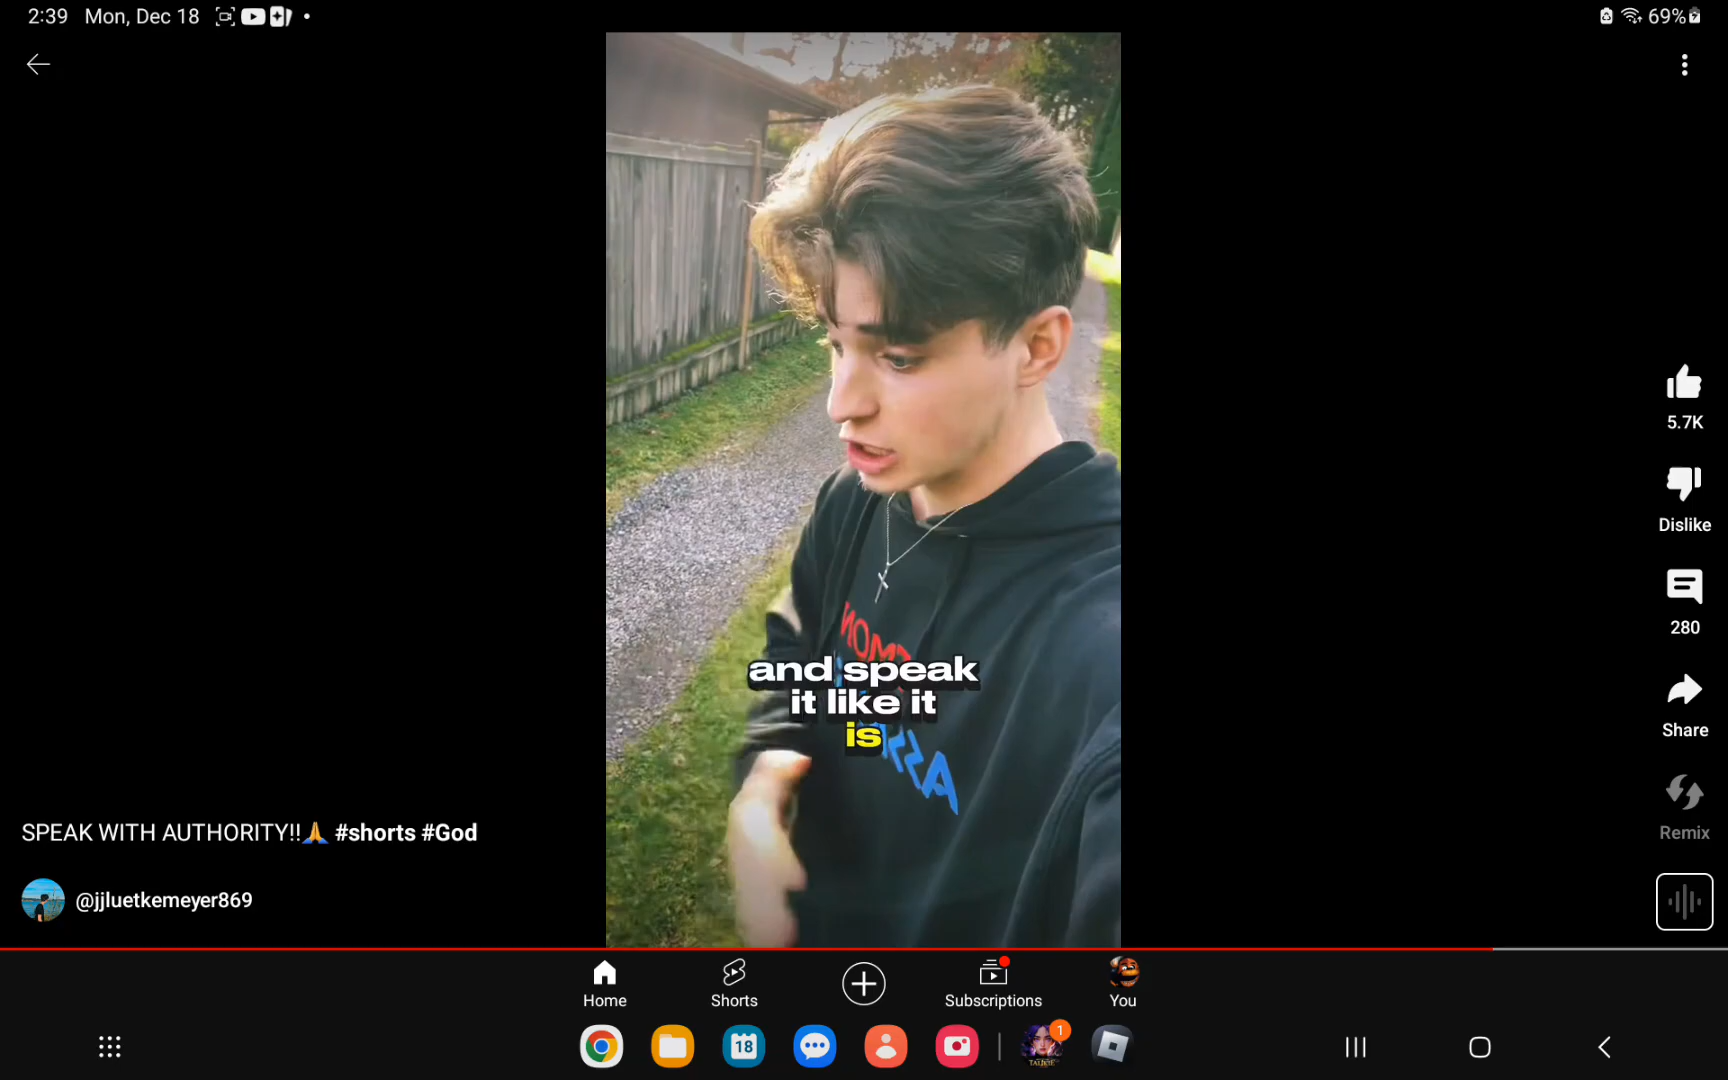 2:39 Mon, Dec 18
69%
and speak
it like it
is
5.7K
Dislike
280
Share
Remix
SPEAK WITH AUTHORITY!!🙏 #shorts #God
@jjluetkemeyer869
Home
Shorts
Subscriptions
You
18
1